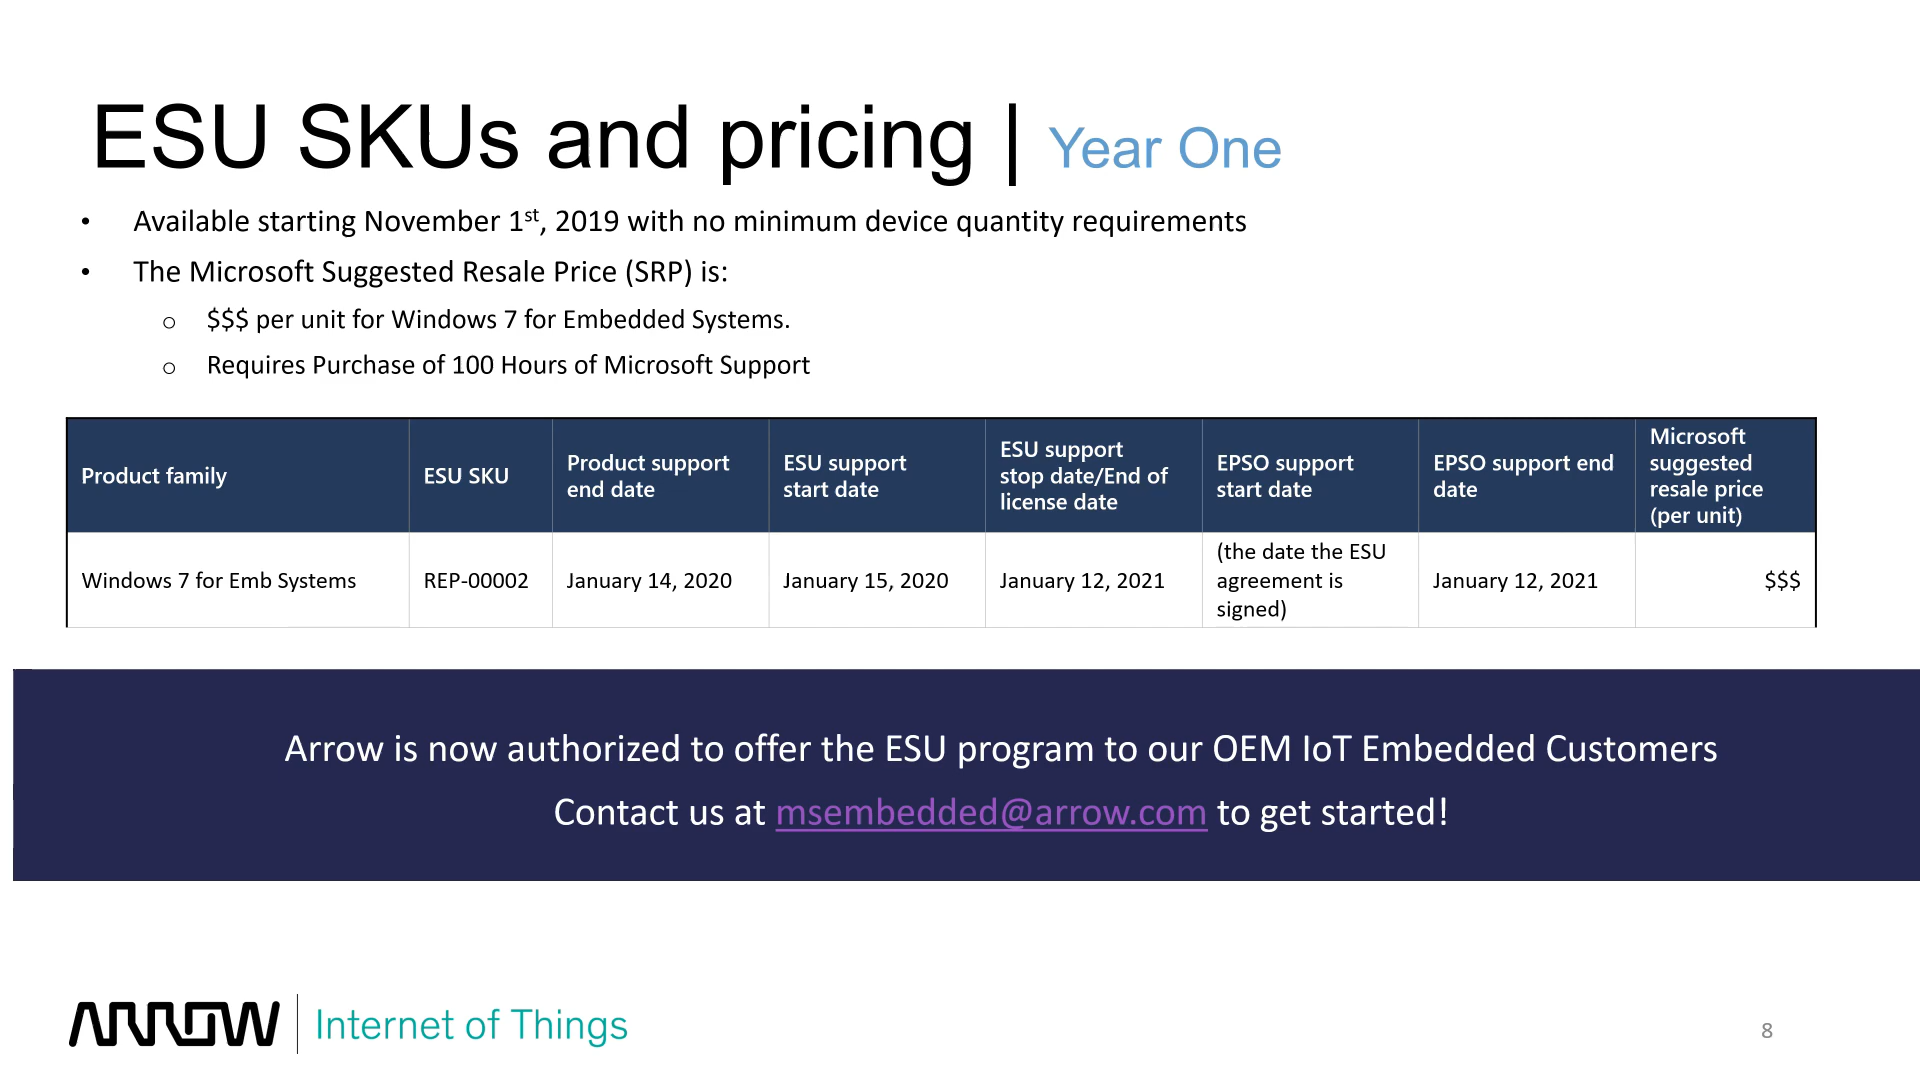 ESU SKUs and pricing | Year One
• Available starting November 1st, 2019 with no minimum device quantity requirements
• The Microsoft Suggested Resale Price (SRP) is:
o $$$ per unit for Windows 7 for Embedded Systems.
o Requires Purchase of 100 Hours of Microsoft Support
Product family
ESU SKU
Product support
end date
ESU support
start date
ESU support
stop date/End of
license date
EPSO support
start date
EPSO support end
date
Microsoft
suggested
resale price
(per unit)
Windows 7 for Emb Systems
REP-00002
January 14, 2020
January 15, 2020
January 12, 2021
(the date the ESU
agreement is
signed)
January 12, 2021
$$$
Arrow is now authorized to offer the ESU program to our OEM IoT Embedded Customers
Contact us at msembedded@arrow.com to get started!
ARROW | Internet of Things
8